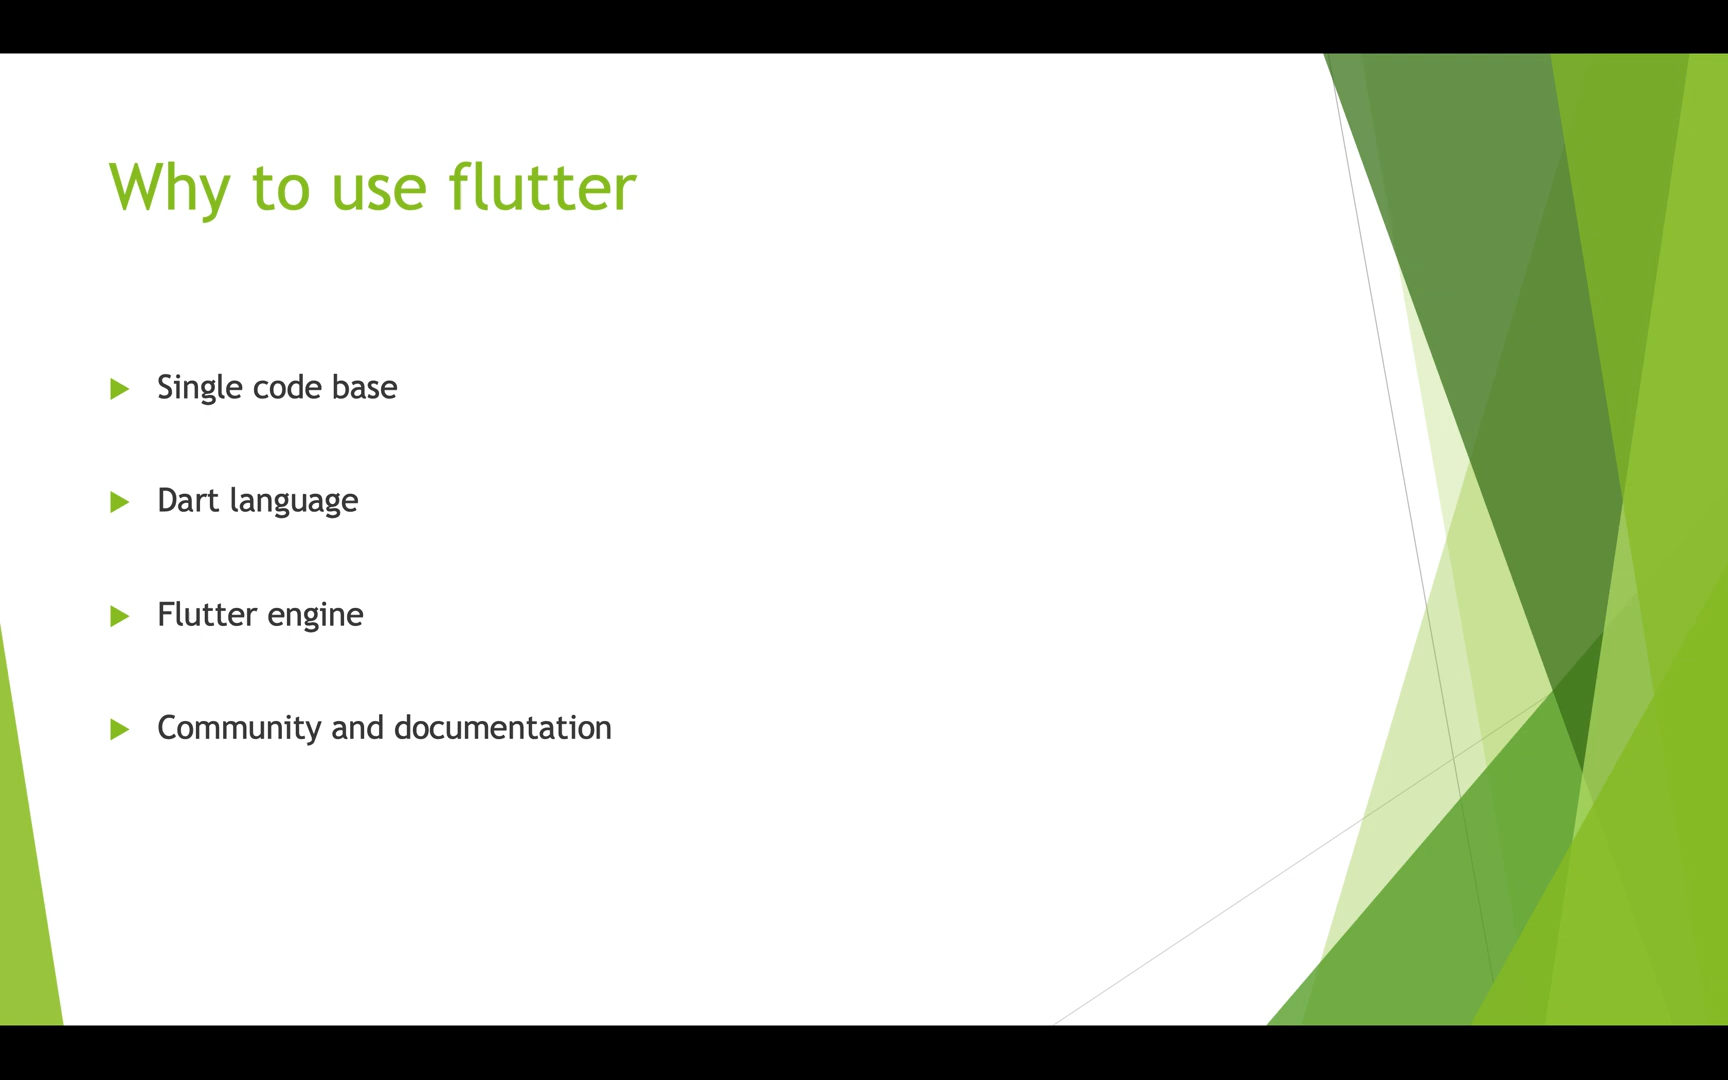 Why to use flutter
Single code base
Dart language
Flutter engine
Community and documentation